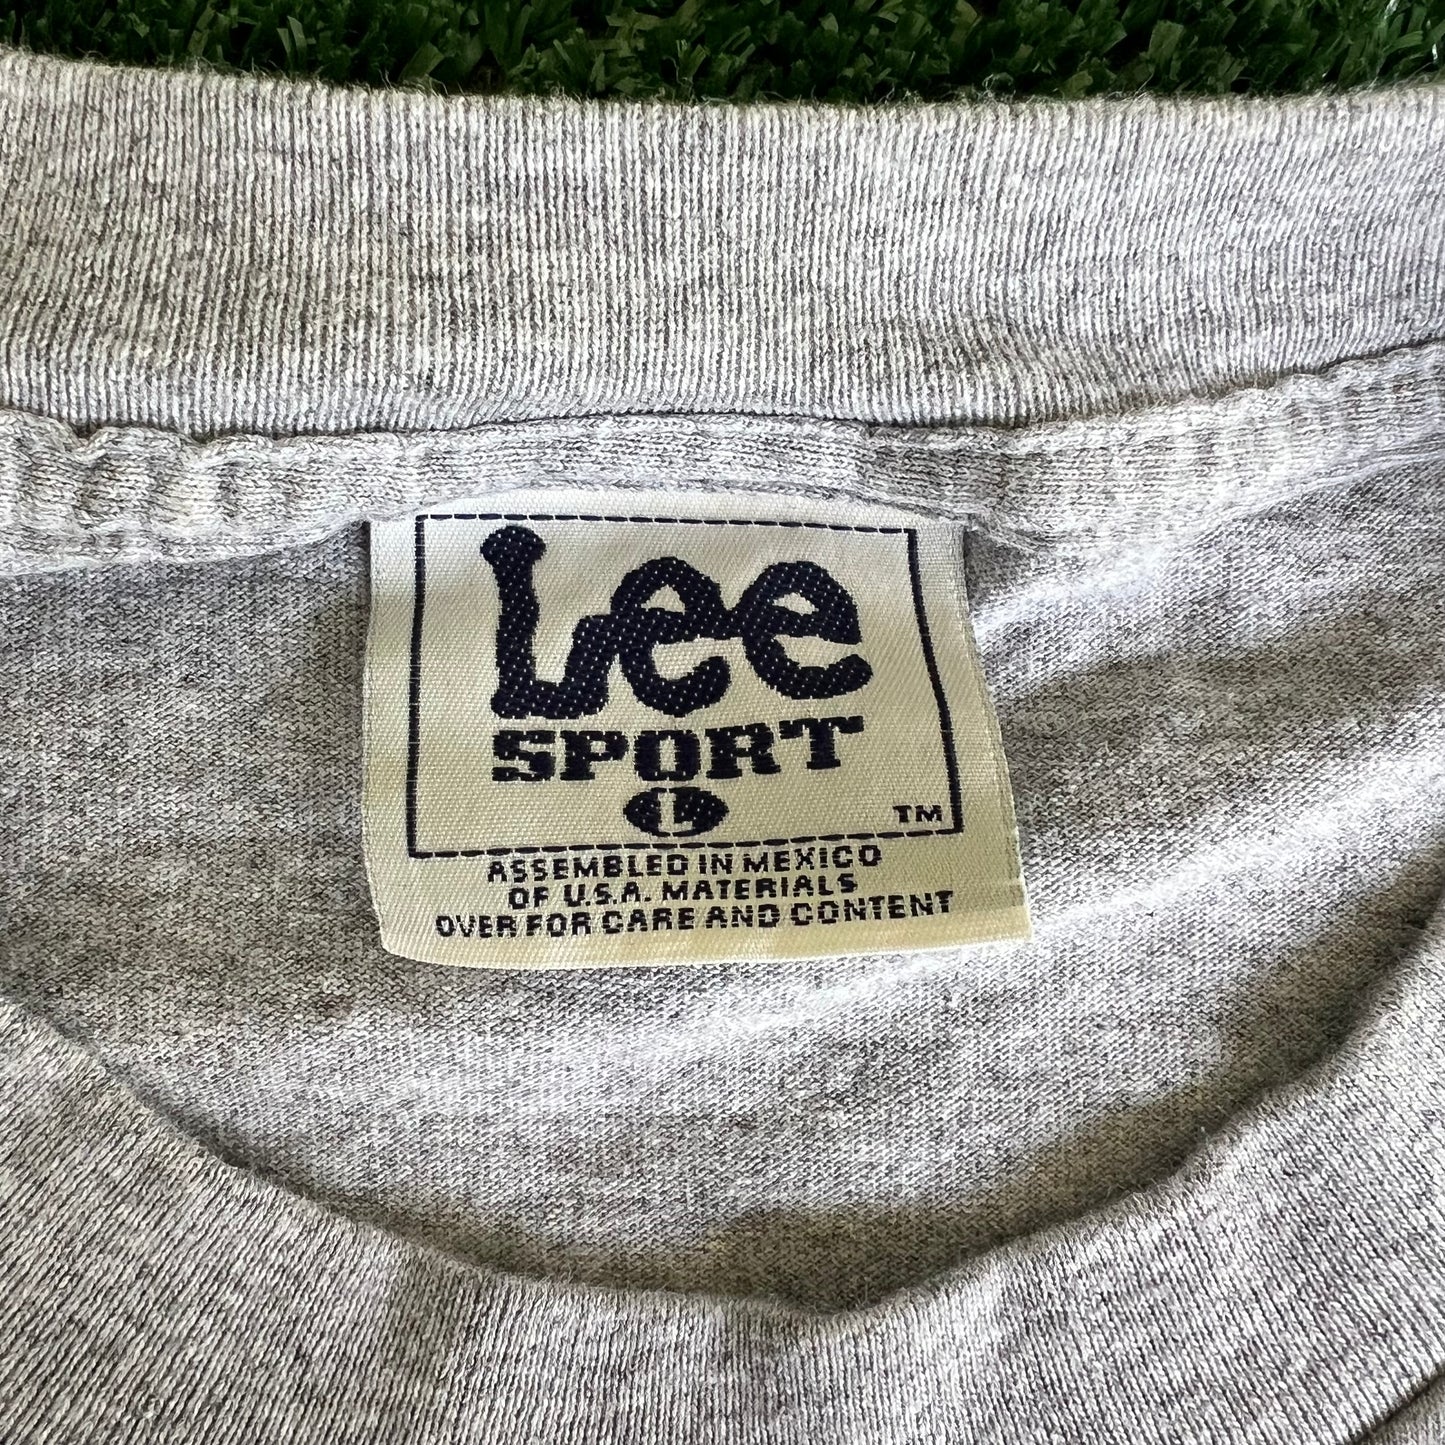 Lee
SPORT
L
TM
ASSEMBLED IN MEXICO
OF U.S.A. MATERIALS
OVER FOR CARE AND CONTENT